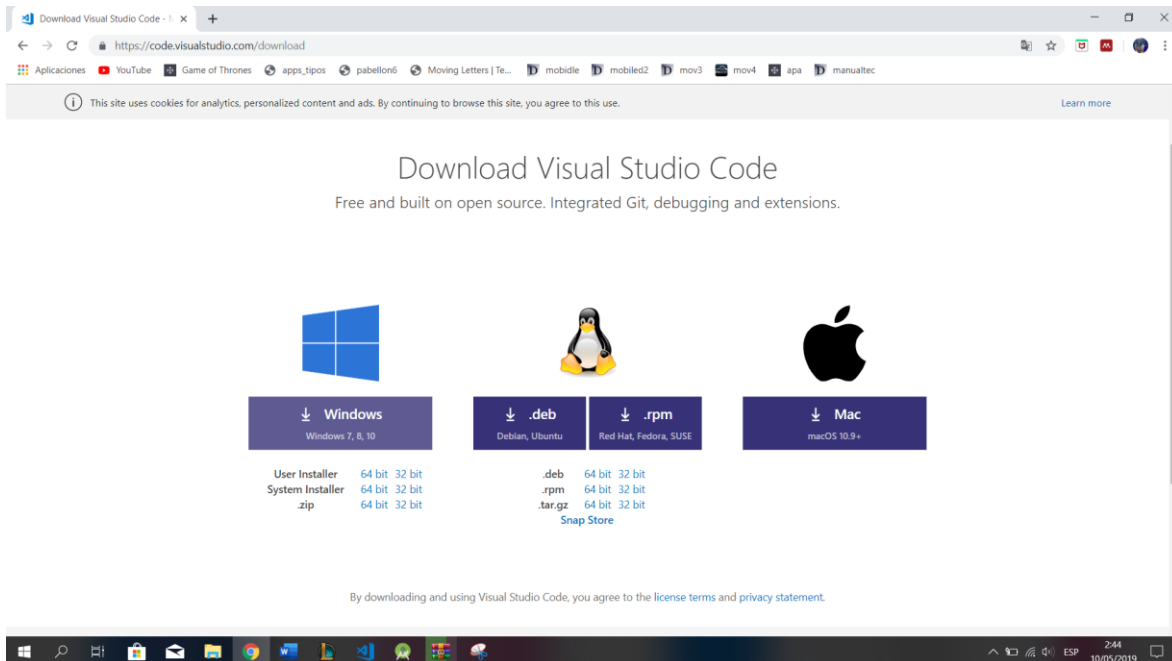 Download Visual Studio Code - M
https://code.visualstudio.com/download
Aplicaciones YouTube Game of Thrones apps_tipos pabellon6 Moving Letters | Te... mobidle mobiled2 mov3 mov4 apa manualtec
This site uses cookies for analytics, personalized content and ads. By continuing to browse this site, you agree to this use. Learn more
Download Visual Studio Code
Free and built on open source. Integrated Git, debugging and extensions.
Windows .deb .rpm Mac
Windows 7, 8, 10 Debian, Ubuntu Red Hat, Fedora, SUSE macOS 10.9+
User Installer 64 bit 32 bit .deb 64 bit 32 bit
System Installer 64 bit 32 bit .rpm 64 bit 32 bit
.zip 64 bit 32 bit .tar.gz 64 bit 32 bit
Snap Store
By downloading and using Visual Studio Code, you agree to the license terms and privacy statement.
2:44
ESP
10/05/2019